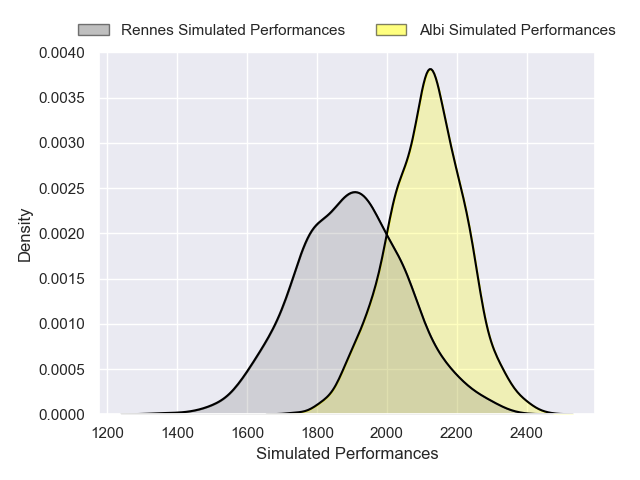 Rennes Simulated Performances
Albi Simulated Performances
0.0040
0.0035
0.0030
0.0025
0.0020
0.0015
0.0010
0.0005
0.0000
Density
1200 1400 1600 1800 2000 2200 2400
Simulated Performances